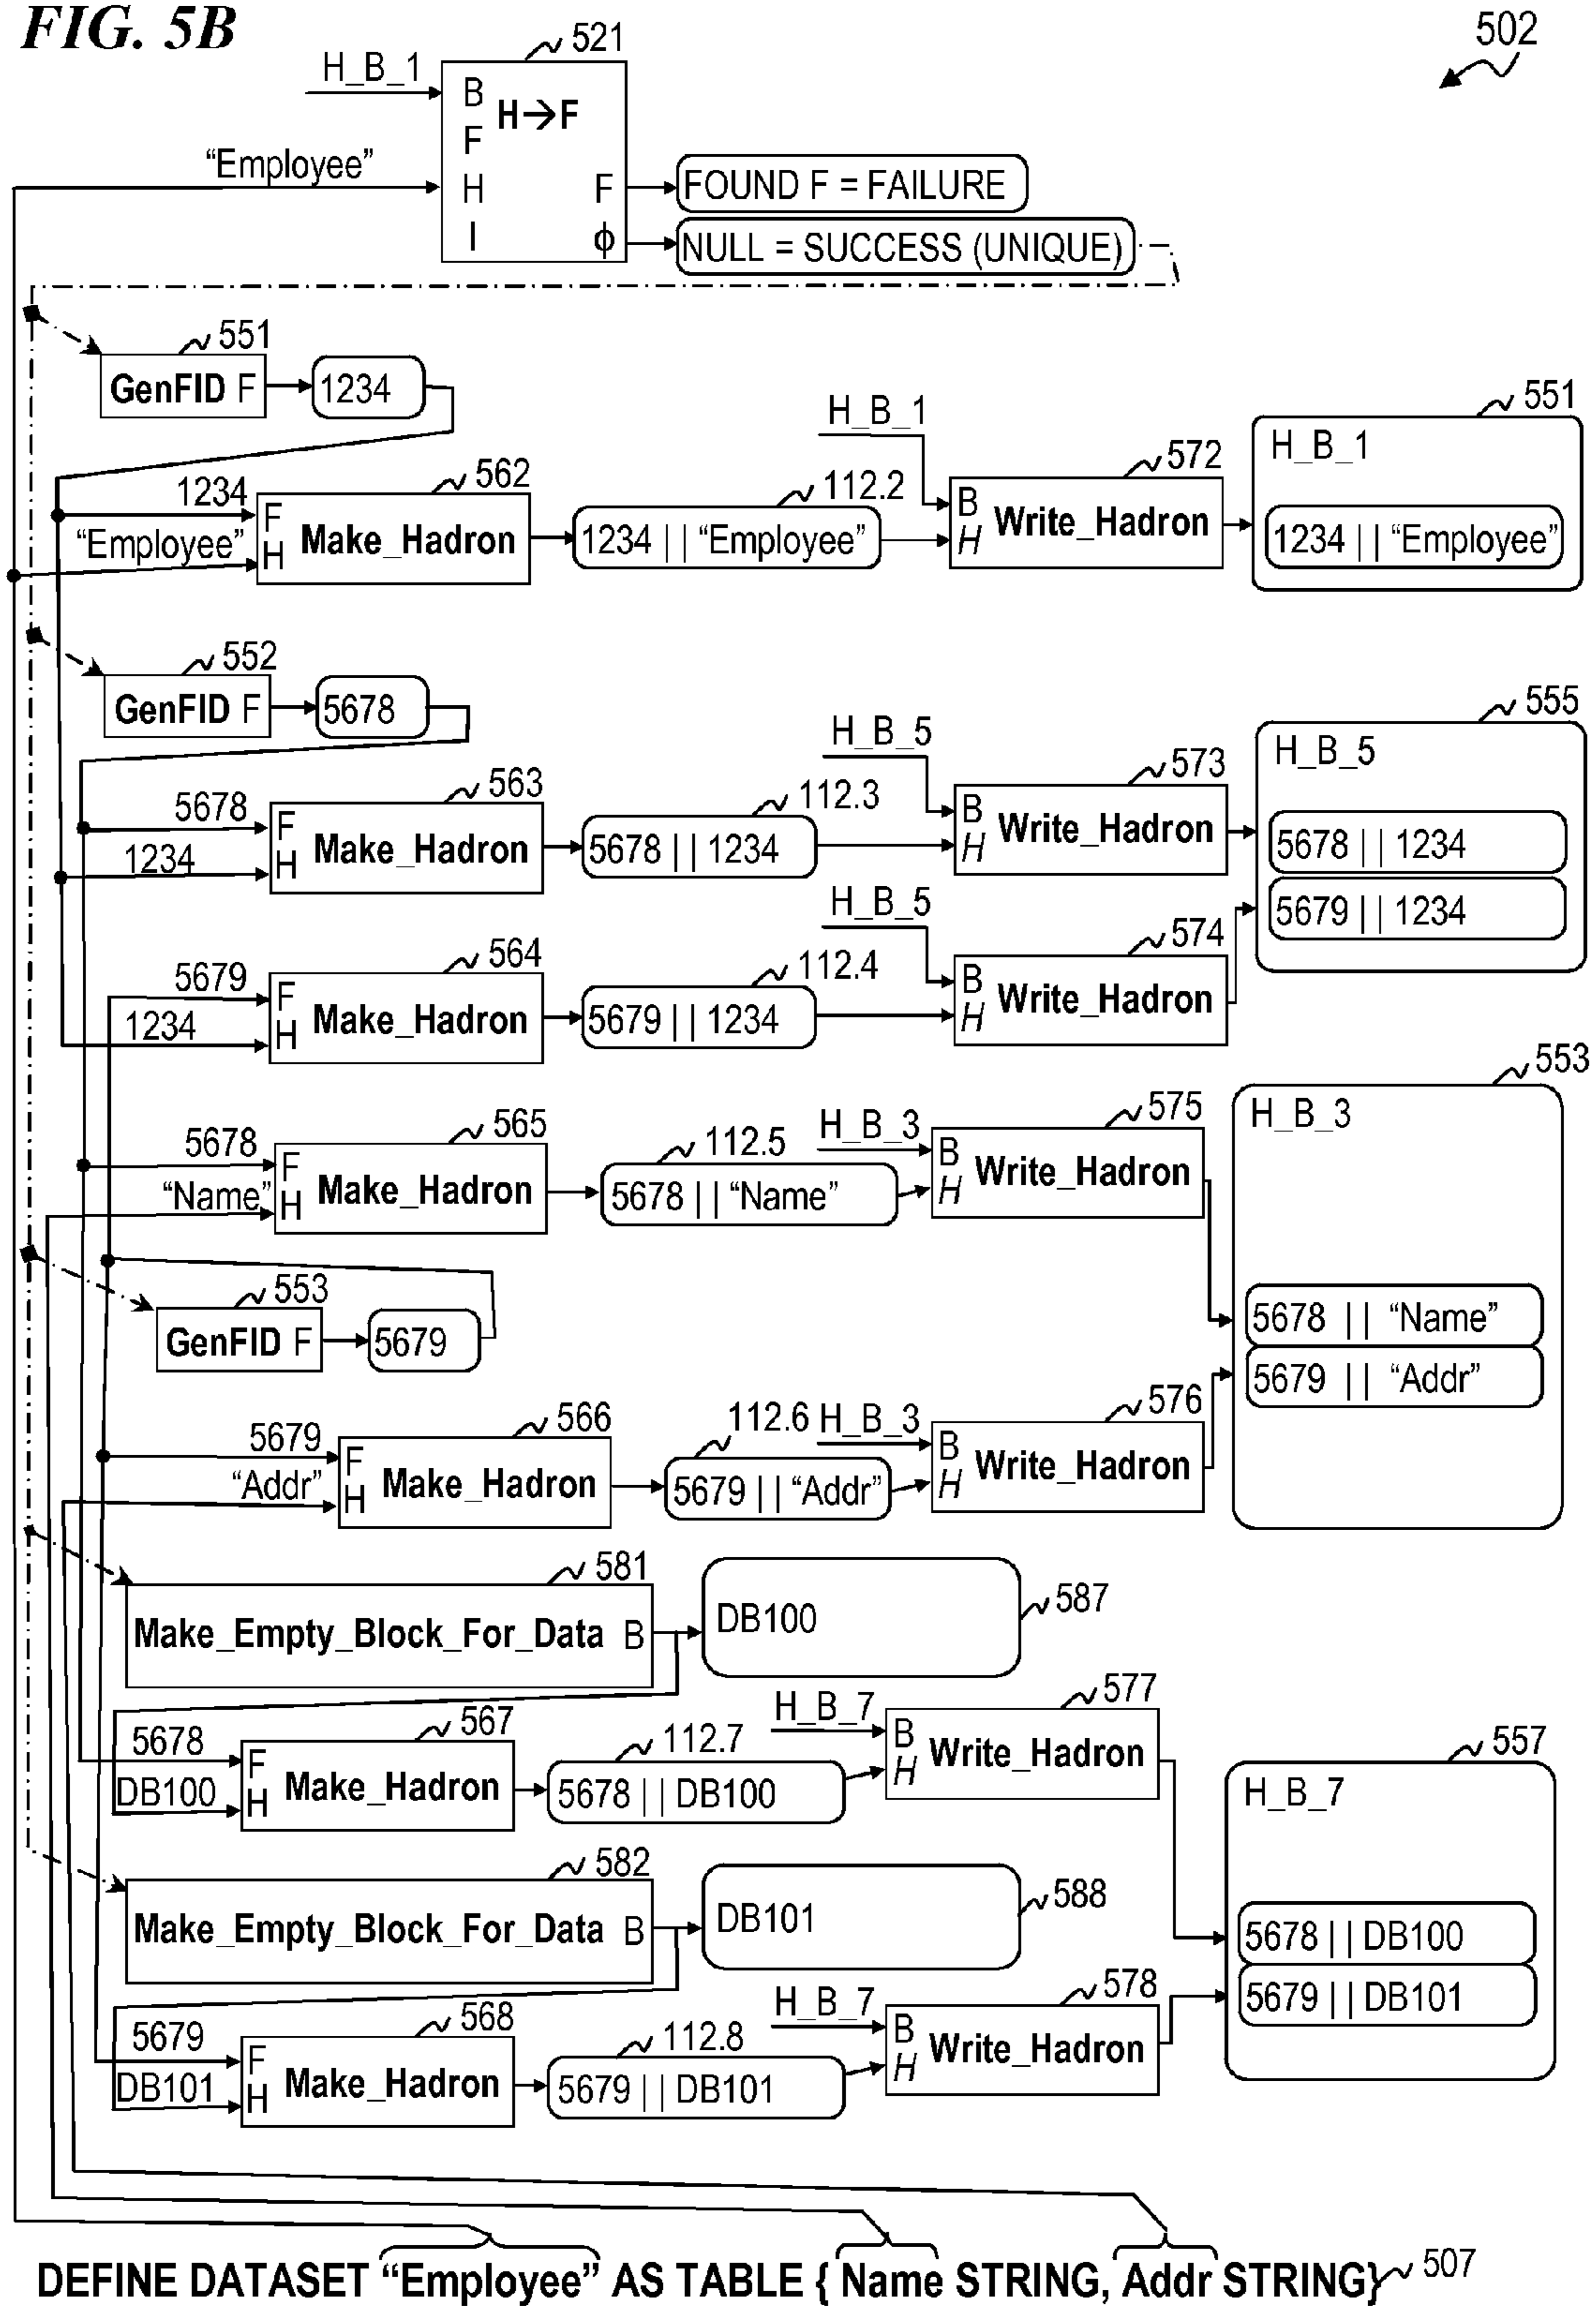 FIG. 5B
502
521
H_B_1
B
H→F
F
"Employee"
H
F
FOUND F = FAILURE
I
ϕ
NULL = SUCCESS (UNIQUE)
551
GenFID F
1234
H_B_1
551
H_B_1
562
112.2
572
1234
F
"Employee"
H
Make_Hadron
1234 || "Employee"
B
H
Write_Hadron
1234 || "Employee"
552
GenFID F
5678
H_B_5
555
H_B_5
563
112.3
573
5678
F
1234
H
Make_Hadron
5678 || 1234
B
H
Write_Hadron
5678 || 1234
H_B_5
5679 || 1234
564
112.4
574
5679
F
1234
H
Make_Hadron
5679 || 1234
B
H
Write_Hadron
553
H_B_3
565
112.5
H_B_3
575
5678
F
"Name"
H
Make_Hadron
5678 || "Name"
B
H
Write_Hadron
553
GenFID F
5679
5678 || "Name"
5679 || "Addr"
566
112.6
H_B_3
576
5679
F
"Addr"
H
Make_Hadron
5679 || "Addr"
B
H
Write_Hadron
581
Make_Empty_Block_For_Data B
DB100
587
567
112.7
H_B_7
577
5678
F
DB100
H
Make_Hadron
5678 || DB100
B
H
Write_Hadron
557
H_B_7
582
Make_Empty_Block_For_Data B
DB101
588
5678 || DB100
5679 || DB101
568
112.8
H_B_7
578
5679
F
DB101
H
Make_Hadron
5679 || DB101
B
H
Write_Hadron
DEFINE DATASET "Employee" AS TABLE { Name STRING, Addr STRING}
507